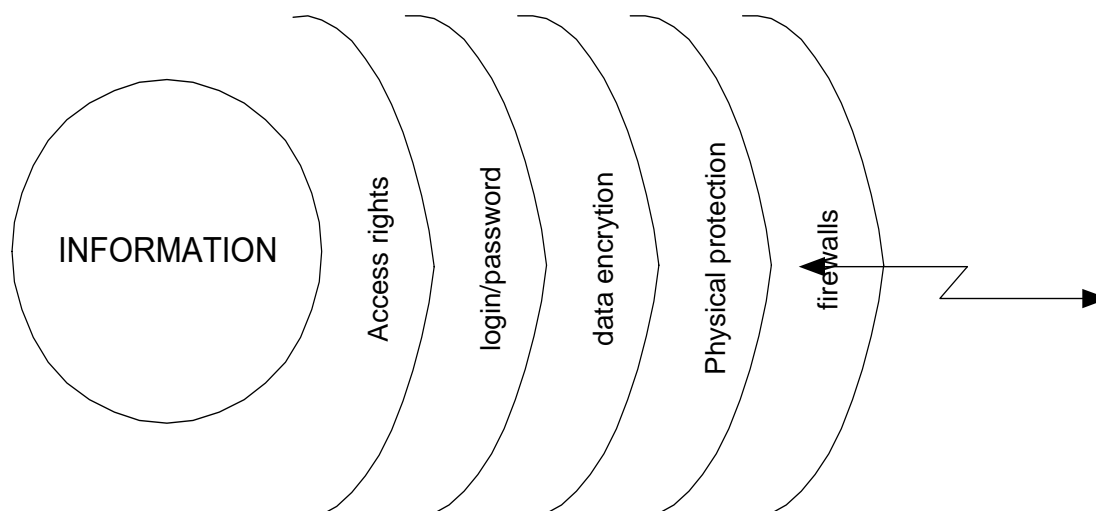 INFORMATION
Access rights
login/password
data encrytion
Physical protection
firewalls